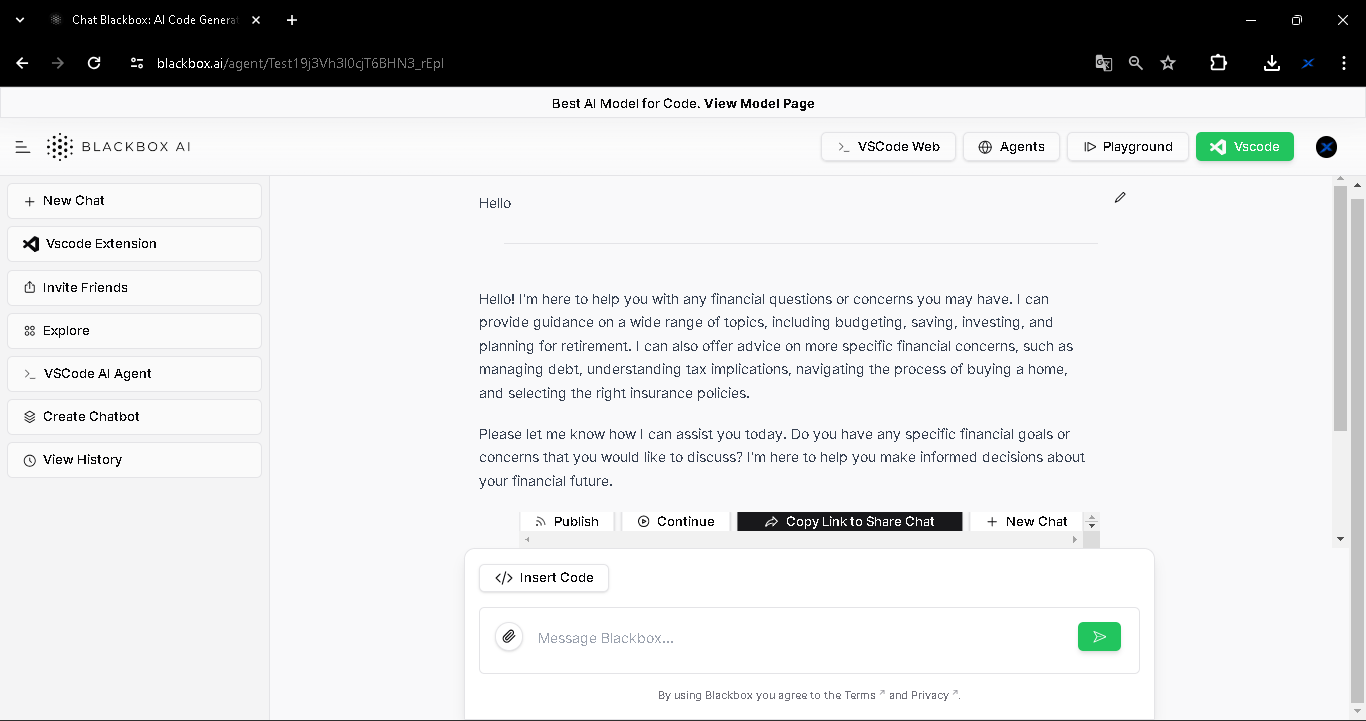 Chat Blackbox: AI Code Genera
blackbox.ai/agent/Test19j3Vh3l0cjT6BHN3_rEpl
Best AI Model for Code. View Model Page
BLACKBOX AI
VSCode Web
Agents
Playground
Vscode
New Chat
Vscode Extension
Invite Friends
Explore
VSCode AI Agent
Create Chatbot
View History
Hello
Hello! I'm here to help you with any financial questions or concerns you may have. I can
provide guidance on a wide range of topics, including budgeting, saving, investing, and
planning for retirement. I can also offer advice on more specific financial concerns, such as
managing debt, understanding tax implications, navigating the process of buying a home,
and selecting the right insurance policies.
Please let me know how I can assist you today. Do you have any specific financial goals or
concerns that you would like to discuss? I'm here to help you make informed decisions about
your financial future.
Publish
Continue
Copy Link to Share Chat
New Chat
Insert Code
Message Blackbox...
By using Blackbox you agree to the Terms and Privacy.